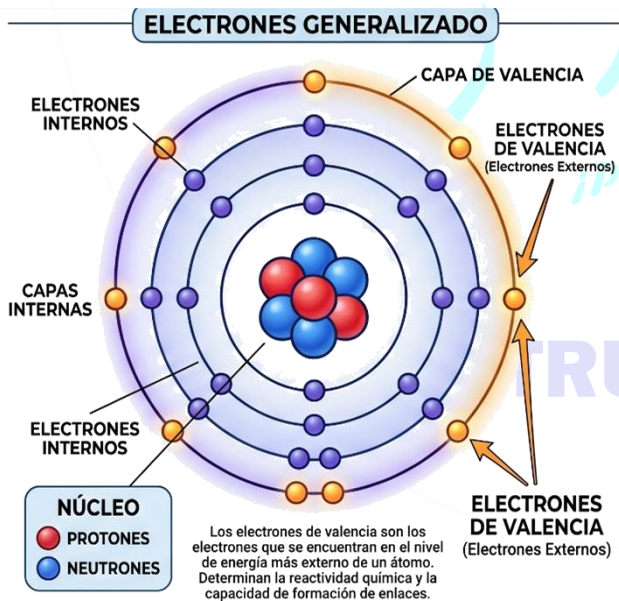 ELECTRONES GENERALIZADO
CAPA DE VALENCIA
ELECTRONES
INTERNOS
ELECTRONES
DE VALENCIA
(Electrones Externos)
CAPAS
INTERNAS
TRU
ELECTRONES
INTERNOS
NÚCLEO
PROTONES
NEUTRONES
Los electrones de valencia son los
electrones que se encuentran en el nivel
de energía más externo de un átomo.
Determinan la reactividad química y la
capacidad de formación de enlaces.
ELECTRONES
DE VALENCIA
(Electrones Externos)